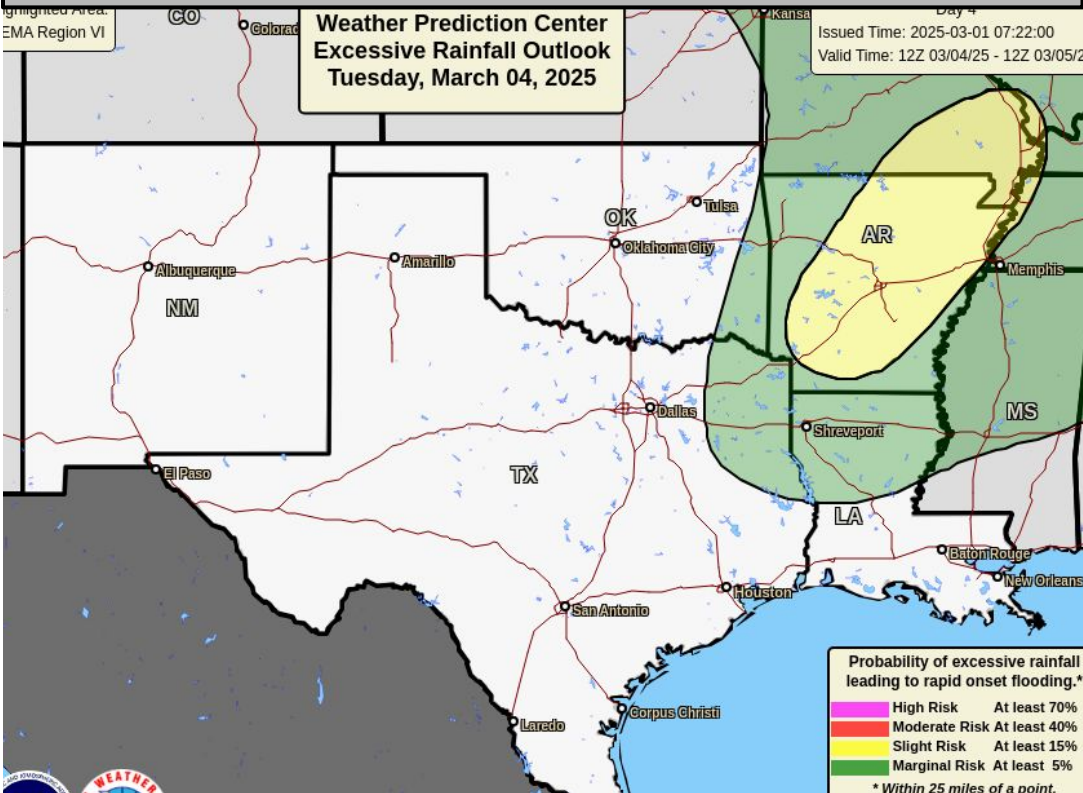 Highlighted Area:
EMA Region VI
Weather Prediction Center
Excessive Rainfall Outlook
Tuesday, March 04, 2025
Day 4
Issued Time: 2025-03-01 07:22:00
Valid Time: 12Z 03/04/25 - 12Z 03/05/2
CO
Colorad
Kansa
Tulsa
OK
Oklahoma City
AR
Albuquerque
Amarillo
Memphis
NM
Dallas
MS
Shreveport
El Paso
TX
LA
Baton Rouge
New Orleans
Houston
San Antonio
Corpus Christi
Laredo
Probability of excessive rainfall
leading to rapid onset flooding.*
High Risk At least 70%
Moderate Risk At least 40%
Slight Risk At least 15%
Marginal Risk At least 5%
* Within 25 miles of a point.
WEATHER